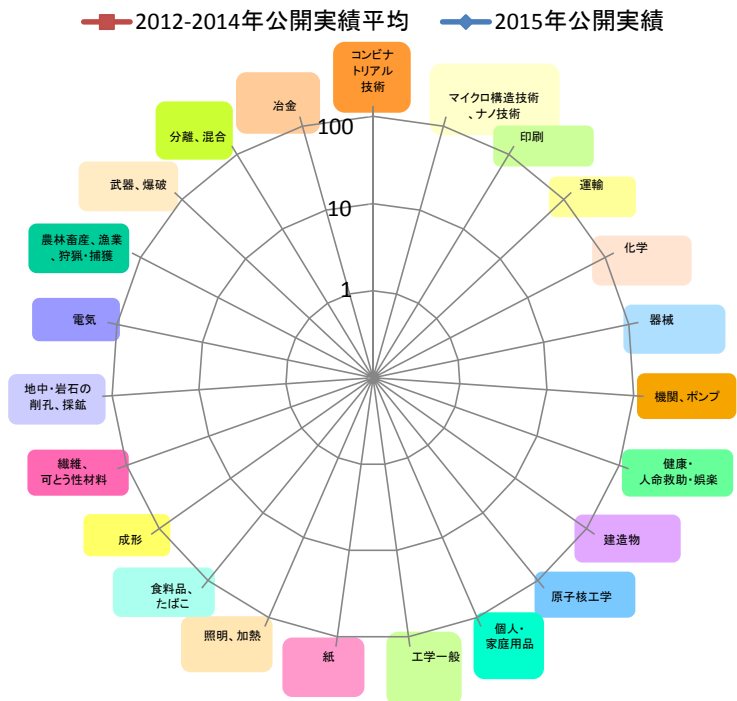 2012-2014年公開実績平均
2015年公開実績
コンビナ
トリアル
技術
マイクロ構造技術
、ナノ技術
印刷
運輸
化学
器械
機関、ポンプ
健康・
人命救助・娯楽
建造物
原子核工学
個人・
家庭用品
工学一般
紙
照明、加熱
食料品、
たばこ
成形
繊維、
可とう性材料
地中・岩石の
削孔、採鉱
電気
農林畜産、漁業
、狩猟・捕獲
武器、爆破
分離、混合
冶金
100
10
1